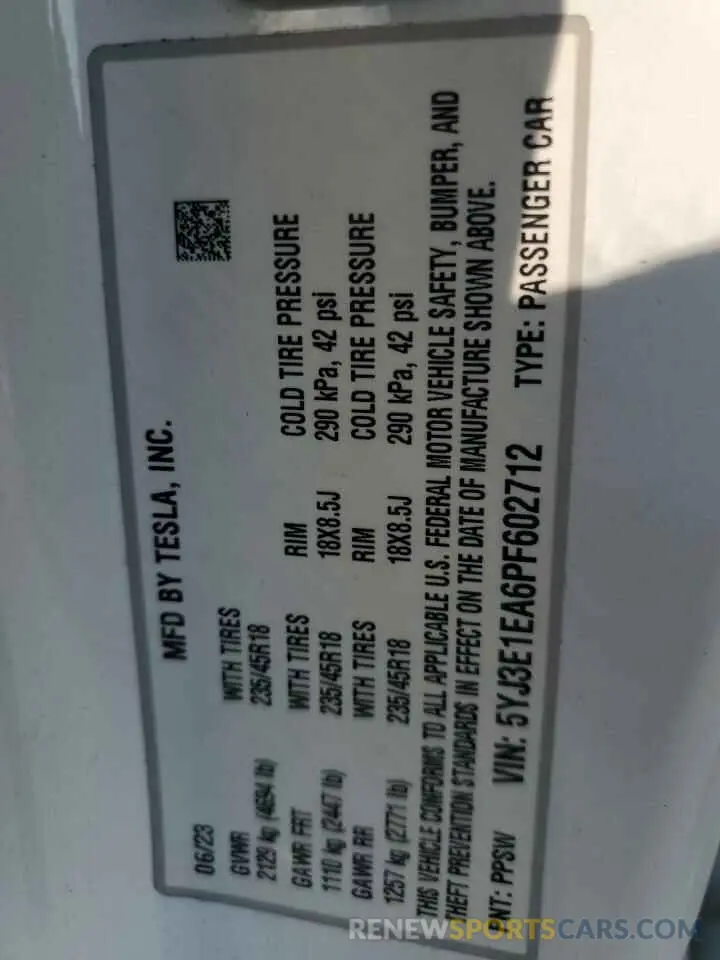 MFD BY TESLA, INC.
06/23
GVWR WITH TIRES
2129 kg (4694 lb) 235/45R18
GAWR FRT WITH TIRES RIM COLD TIRE PRESSURE
1110 kg (2447 lb) 235/45R18 18X8.5J 290 kPa, 42 psi
GAWR RR WITH TIRES RIM COLD TIRE PRESSURE
1257 kg (2771 lb) 235/45R18 18X8.5J 290 kPa, 42 psi
THIS VEHICLE CONFORMS TO ALL APPLICABLE U.S. FEDERAL MOTOR VEHICLE SAFETY, BUMPER, AND
THEFT PREVENTION STANDARDS IN EFFECT ON THE DATE OF MANUFACTURE SHOWN ABOVE.
PNT: PPSW VIN: 5YJ3E1EA6PF602712 TYPE: PASSENGER CAR
RENEWSPORTSCARS.COM